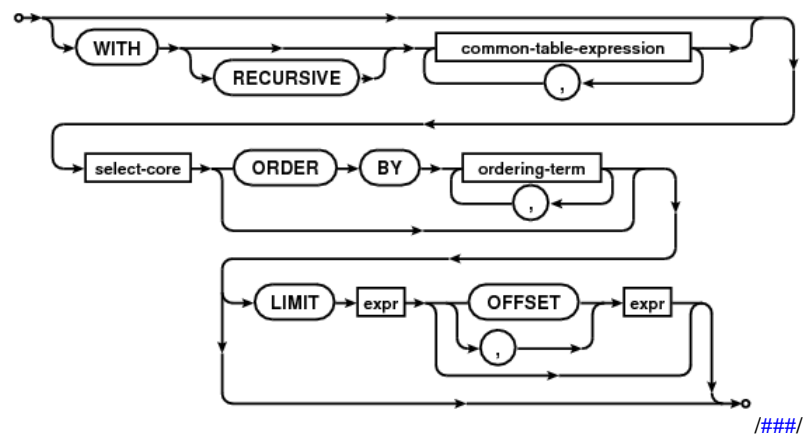 WITH RECURSIVE common-table-expression ,
select-core ORDER BY ordering-term ,
LIMIT expr OFFSET , expr
/###/